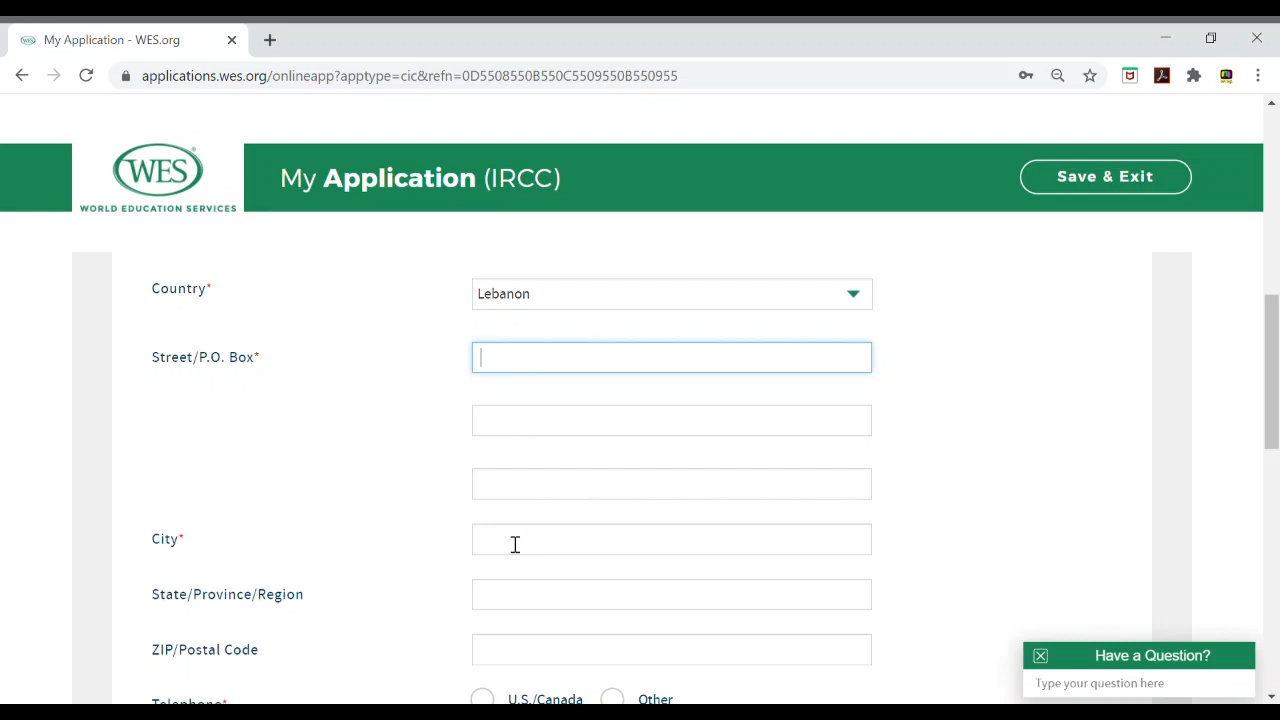 My Application - WES.org
applications.wes.org/onlineapp?apptype=cic&refn=0D5508550B550C5509550B550955
WES
WORLD EDUCATION SERVICES
My Application (IRCC)
Save & Exit
Country*
Lebanon
Street/P.O. Box*
City*
State/Province/Region
ZIP/Postal Code
Telephone*
U.S./Canada
Other
Have a Question?
Type your question here